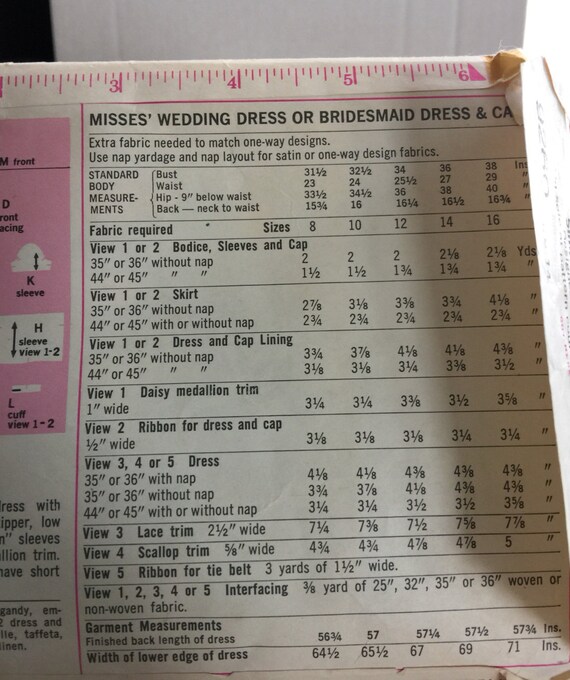 3 4 5 6
MISSES' WEDDING DRESS OR BRIDESMAID DRESS & CA
Extra fabric needed to match one-way designs.
Use nap yardage and nap layout for satin or one-way design fabrics.
STANDARD Bust 31½ 32½ 34 36 38 Ins
BODY Waist 23 24 25½ 27 29 "
MEASURE- Hip - 9" below waist 33½ 34½ 36 38 40 "
MENTS Back — neck to waist 15¾ 16 16¼ 16½ 16¾ "
Fabric required Sizes 8 10 12 14 16
View 1 or 2 Bodice, Sleeves and Cap
35" or 36" without nap 2 2 2 2⅛ 2⅛ Yds
44" or 45" " " 1½ 1½ 1¾ 1¾ 1¾ "
View 1 or 2 Skirt
35" or 36" without nap 2⅞ 3⅛ 3⅜ 3¾ 4⅛ "
44" or 45" with or without nap 2¾ 2¾ 2¾ 2¾ 2¾ "
View 1 or 2 Dress and Cap Lining
35" or 36" without nap 3¾ 3⅞ 4⅛ 4⅛ 4⅜ "
44" or 45" " " 3⅛ 3⅛ 3¼ 3⅜ 3½ "
View 1 Daisy medallion trim
1" wide 3¼ 3¼ 3⅜ 3½ 3⅝ "
View 2 Ribbon for dress and cap
½" wide 3⅛ 3⅛ 3⅛ 3¼ 3¼ "
View 3, 4 or 5 Dress
35" or 36" with nap 4⅛ 4⅛ 4⅜ 4⅜ 4⅜ "
35" or 36" without nap 3¾ 3⅞ 4⅛ 4⅜ 4⅜ "
44" or 45" with or without nap 3¼ 3¼ 3½ 3½ 3⅝ "
View 3 Lace trim 2½" wide 7¼ 7⅜ 7½ 7⅝ 7⅞ "
View 4 Scallop trim ⅝" wide 4¾ 4¾ 4⅞ 4⅞ 5 "
View 5 Ribbon for tie belt 3 yards of 1½" wide.
View 1, 2, 3, 4 or 5 Interfacing ⅜ yard of 25", 32", 35" or 36" woven or
non-woven fabric.
Garment Measurements
Finished back length of dress 56¾ 57 57¼ 57½ 57¾ Ins.
Width of lower edge of dress 64½ 65½ 67 69 71 Ins.
M front
D
ront
acing
K
sleeve
H
sleeve
view 1-2
L
cuff
view 1-2
dress with
ipper, low
n" sleeves
llion trim.
have short
gandy, em-
2 dress and
lle, taffeta,
linen.